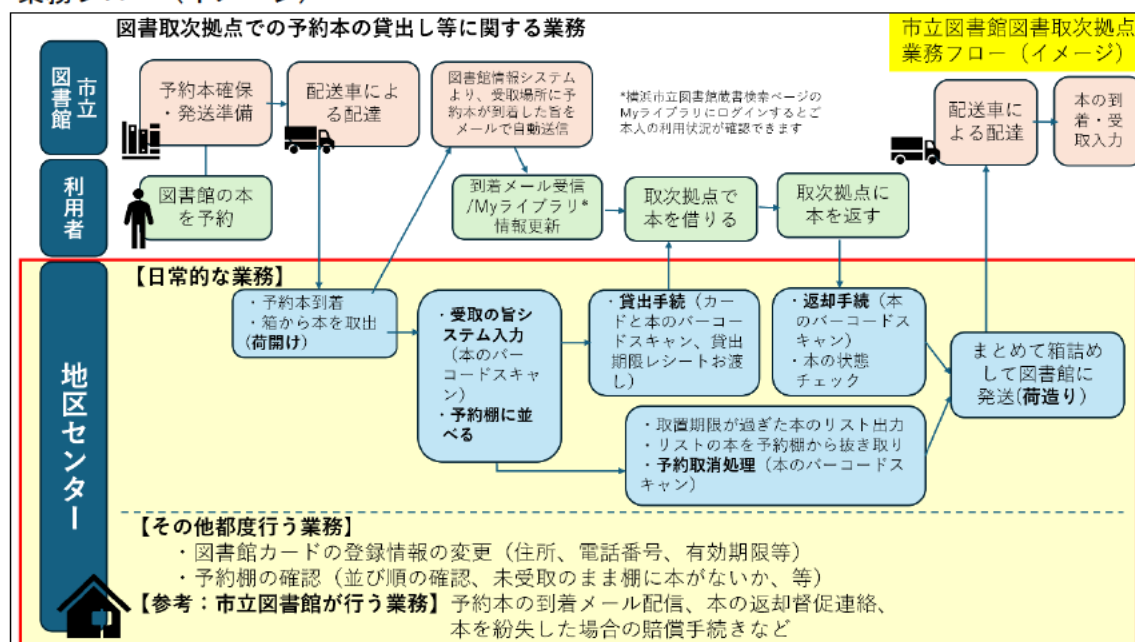 業務フロー（イメージ）
図書取次拠点での予約本の貸出し等に関する業務
市立図書館図書取次拠点
業務フロー（イメージ）
市立
図書館
予約本確保
・発送準備
配送車によ
る配達
図書館情報システム
より、受取場所に予
約本が到着した旨を
メールで自動送信
*横浜市立図書館蔵書検索ページの
Myライブラリにログインするとご
本人の利用状況が確認できます
配送車に
よる配達
本の到
着・受
取入力
利用者
図書館の本
を予約
到着メール受信
/Myライブラリ*
情報更新
取次拠点で
本を借りる
取次拠点に
本を返す
地区センター
【日常的な業務】
・予約本到着
・箱から本を取出
(荷開け)
・受取の旨シ
ステム入力
（本のバー
コードスキャ
ン）
・予約棚に並
べる
・貸出手続（カー
ドと本のバーコー
ドスキャン、貸出
期限レシートお渡
し）
・返却手続（本
のバーコードス
キャン）
・本の状態
チェック
まとめて箱詰め
して図書館に
発送(荷造り)
・取置期限が過ぎた本のリスト出力
・リストの本を予約棚から抜き取り
・予約取消処理（本のバーコードス
キャン）
【その他都度行う業務】
・図書館カードの登録情報の変更（住所、電話番号、有効期限等）
・予約棚の確認（並び順の確認、未受取のまま棚に本がないか、等）
【参考：市立図書館が行う業務】予約本の到着メール配信、本の返却督促連絡、
本を紛失した場合の賠償手続きなど